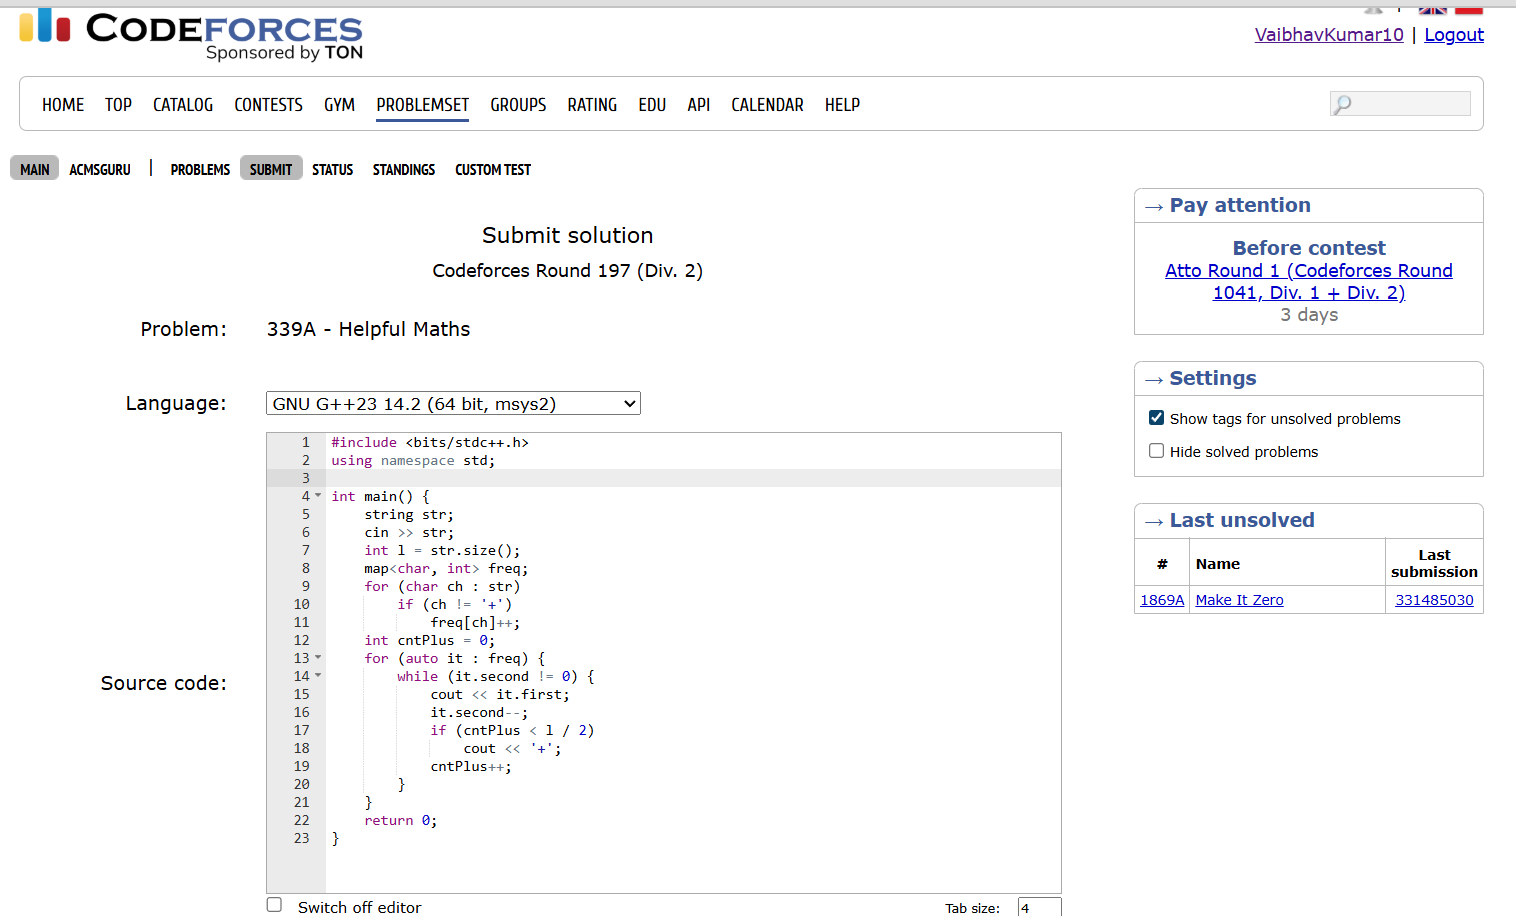 CODEFORCES
Sponsored by TON
VaibhavKumar10 | Logout
HOME TOP CATALOG CONTESTS GYM PROBLEMSET GROUPS RATING EDU API CALENDAR HELP
MAIN ACMSGURU | PROBLEMS SUBMIT STATUS STANDINGS CUSTOM TEST
Submit solution
Codeforces Round 197 (Div. 2)
Problem: 339A - Helpful Maths
Language: GNU G++23 14.2 (64 bit, msys2)
Source code:
1 #include <bits/stdc++.h>
2 using namespace std;
3
4 int main() {
5     string str;
6     cin >> str;
7     int l = str.size();
8     map<char, int> freq;
9     for (char ch : str)
10         if (ch != '+')
11             freq[ch]++;
12     int cntPlus = 0;
13     for (auto it : freq) {
14         while (it.second != 0) {
15             cout << it.first;
16             it.second--;
17             if (cntPlus < l / 2)
18                 cout << '+';
19             cntPlus++;
20         }
21     }
22     return 0;
23 }
Switch off editor
Tab size: 4
→ Pay attention
Before contest
Atto Round 1 (Codeforces Round
1041, Div. 1 + Div. 2)
3 days
→ Settings
Show tags for unsolved problems
Hide solved problems
→ Last unsolved
# Name Last submission
1869A Make It Zero 331485030